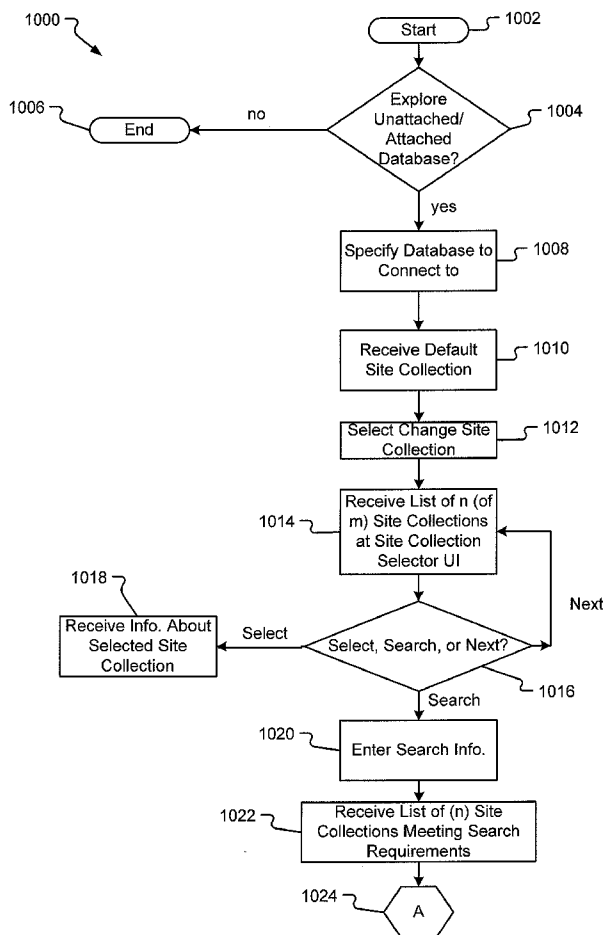 1000
Start
1002
Explore
Unattached/
Attached
Database?
1004
no
End
1006
yes
Specify Database to
Connect to
1008
Receive Default
Site Collection
1010
Select Change Site
Collection
1012
Receive List of n (of
m) Site Collections
at Site Collection
Selector UI
1014
Next
1018
Receive Info. About
Selected Site
Collection
Select
Select, Search, or Next?
1016
Search
1020
Enter Search Info.
1022
Receive List of (n) Site
Collections Meeting Search
Requirements
1024
A